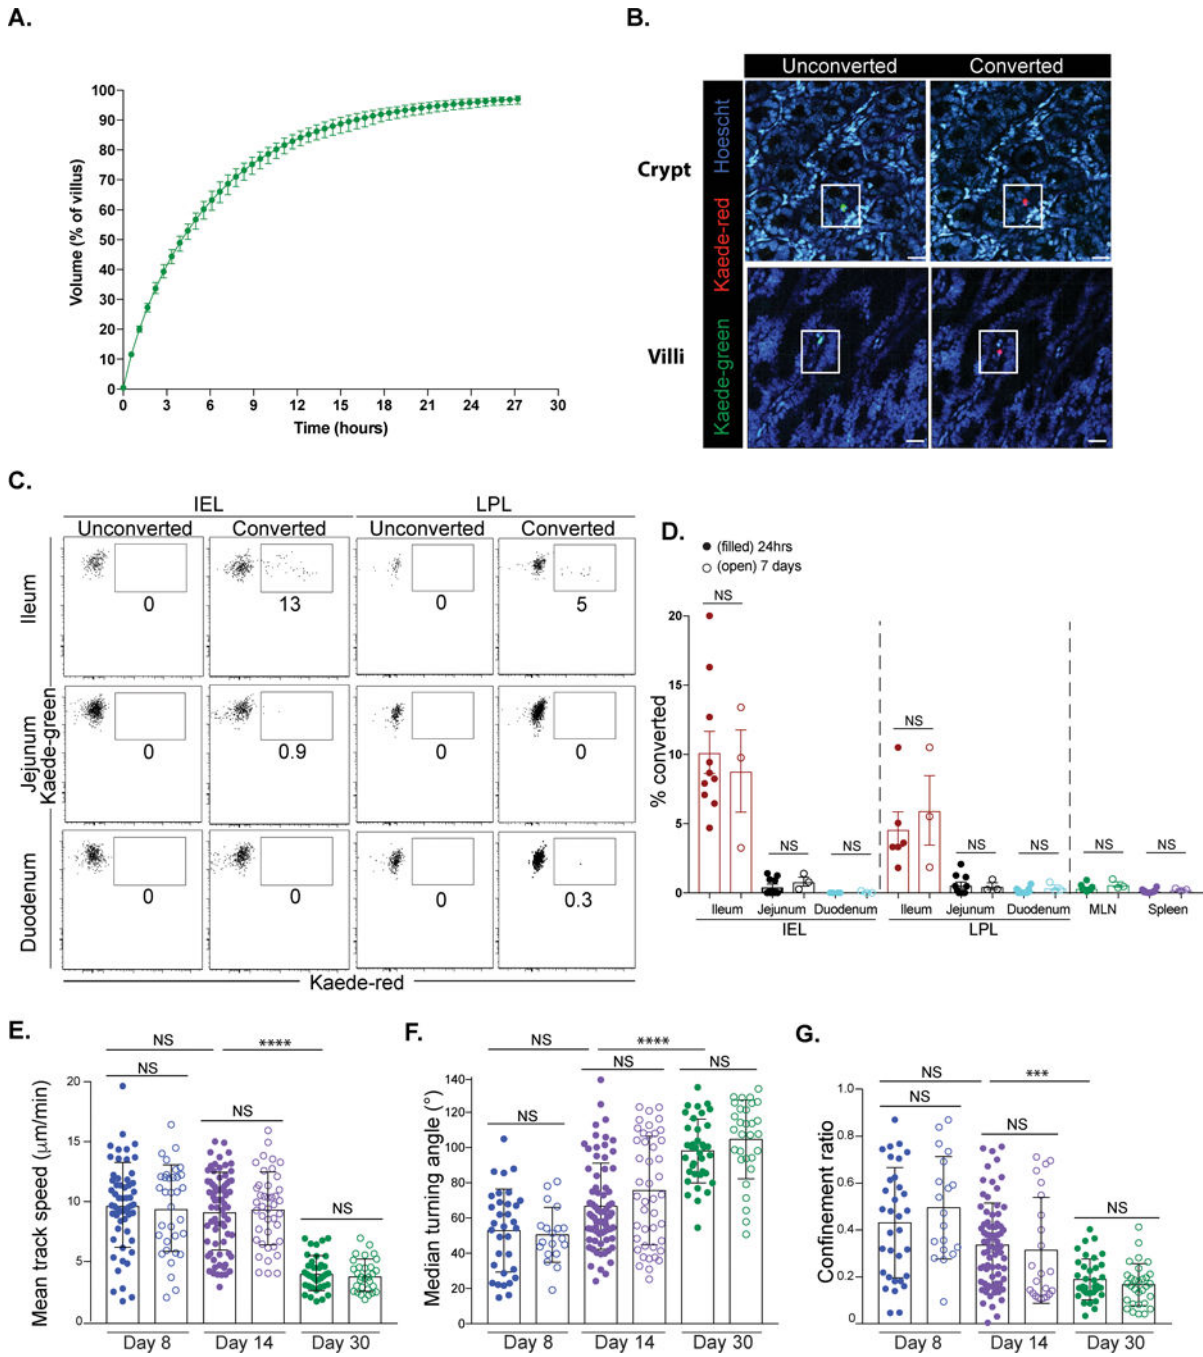 A.
Volume (% of villus)
100
90
80
70
60
50
40
30
20
10
0
0 3 6 9 12 15 18 21 24 27 30
Time (hours)
B.
Unconverted Converted
Crypt
Villi
Kaede-green Kaede-red Hoescht
C.
IEL LPL
Unconverted Converted Unconverted Converted
Ileum
0 13 0 5
Jejunum
Kaede-green
0 0.9 0 0
Duodenum
0 0 0 0.3
Kaede-red
D.
(filled) 24hrs
(open) 7 days
% converted
20
15
10
5
0
NS NS NS NS NS NS NS NS
Ileum Jejunum Duodenum Ileum Jejunum Duodenum MLN Spleen
IEL LPL
E.
NS ****
NS NS NS
Mean track speed (µm/min)
20
15
10
5
0
Day 8 Day 14 Day 30
F.
NS ****
NS NS NS
Median turning angle (°)
140
120
100
80
60
40
20
0
Day 8 Day 14 Day 30
G.
NS ***
NS NS NS
Confinement ratio
1.0
0.8
0.6
0.4
0.2
0
Day 8 Day 14 Day 30